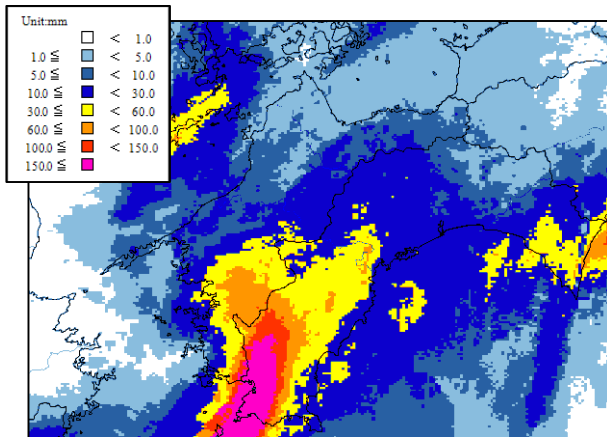 Unit:mm
< 1.0
1.0 ≦ < 5.0
5.0 ≦ < 10.0
10.0 ≦ < 30.0
30.0 ≦ < 60.0
60.0 ≦ < 100.0
100.0 ≦ < 150.0
150.0 ≦